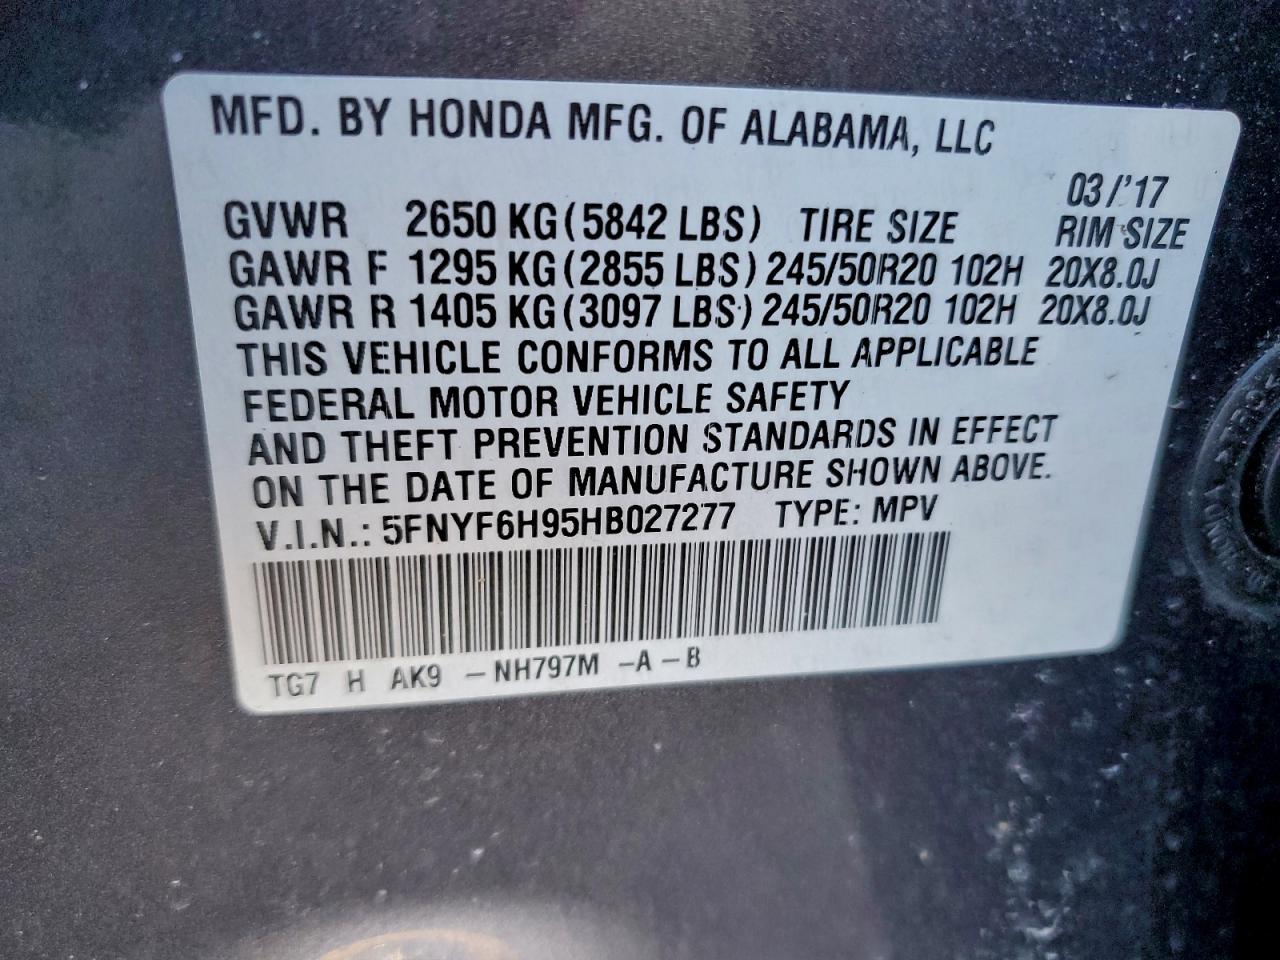 MFD. BY HONDA MFG. OF ALABAMA, LLC
03/'17
GVWR 2650 KG (5842 LBS) TIRE SIZE RIM SIZE
GAWR F 1295 KG (2855 LBS) 245/50R20 102H 20X8.0J
GAWR R 1405 KG (3097 LBS) 245/50R20 102H 20X8.0J
THIS VEHICLE CONFORMS TO ALL APPLICABLE
FEDERAL MOTOR VEHICLE SAFETY
AND THEFT PREVENTION STANDARDS IN EFFECT
ON THE DATE OF MANUFACTURE SHOWN ABOVE.
V.I.N.: 5FNYF6H95HB027277 TYPE: MPV
TG7 H AK9 -NH797M -A-B